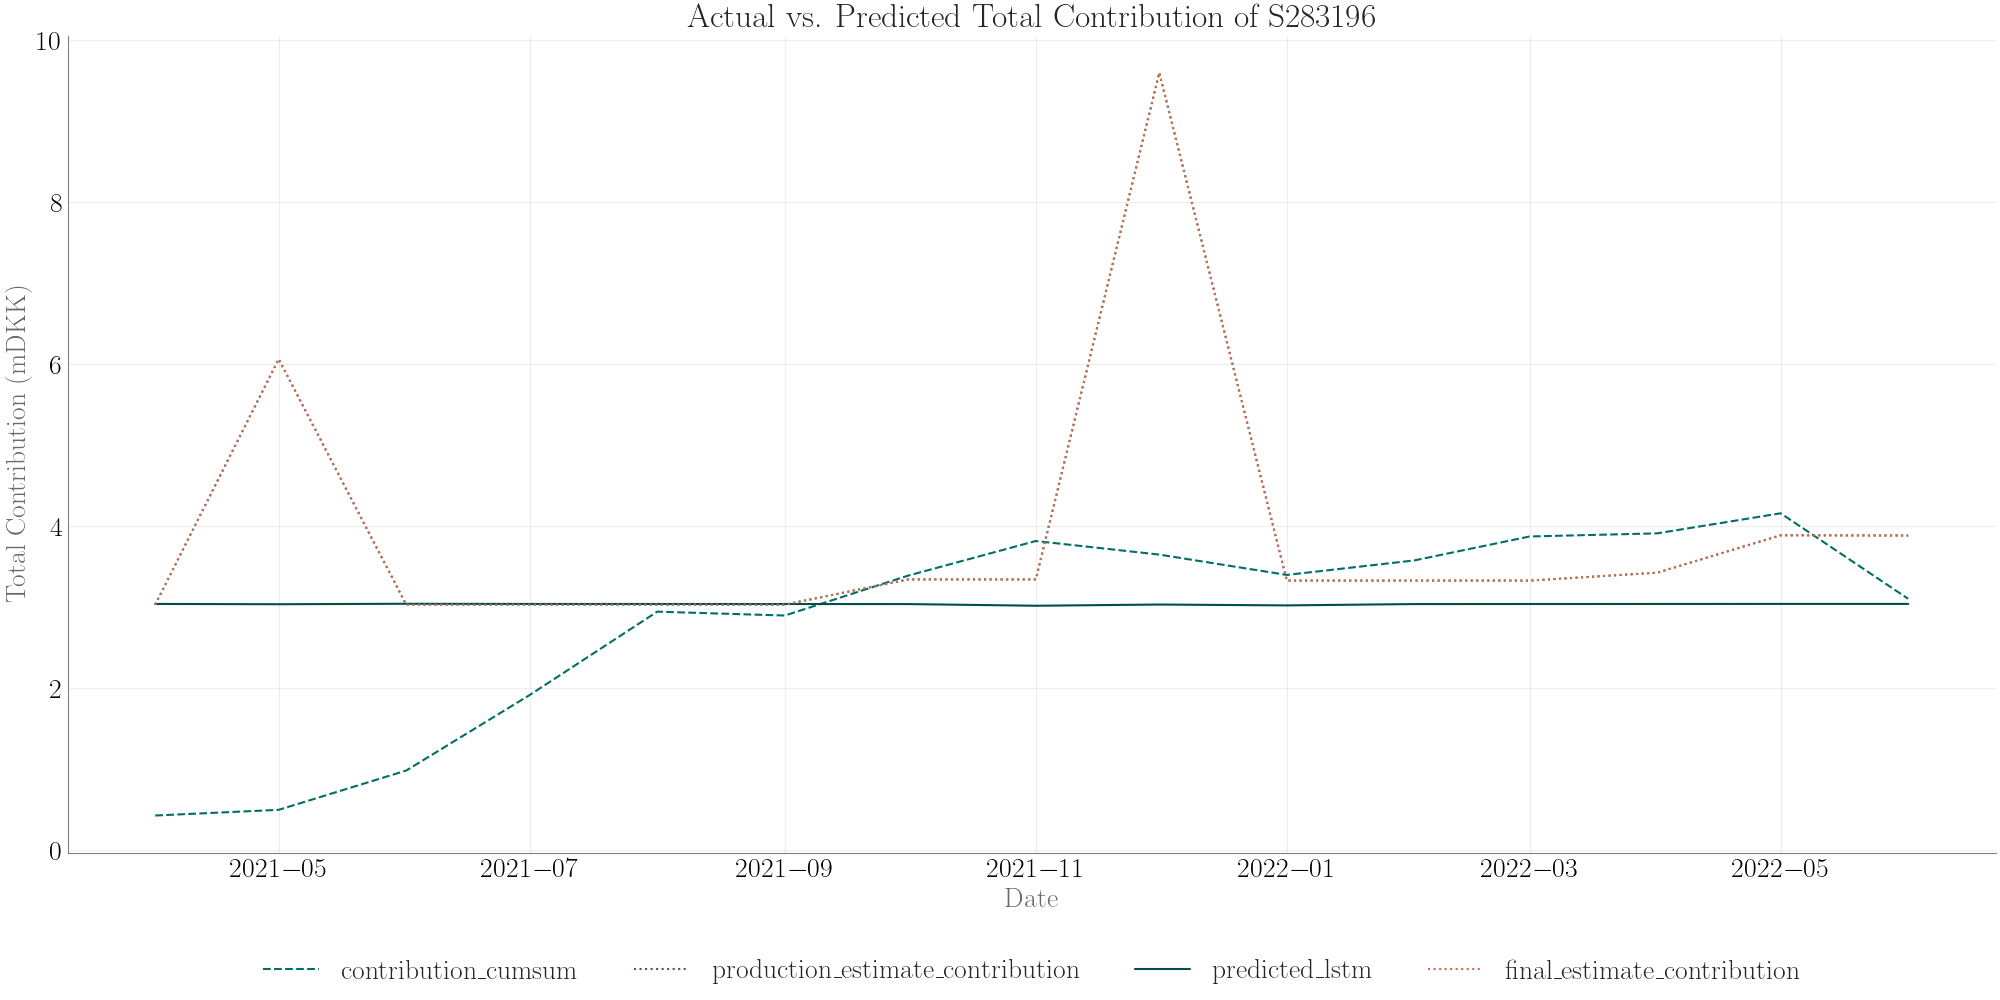 Actual vs. Predicted Total Contribution of S283196
Total Contribution (mDKK)
10
8
6
4
2
0
2021−05 2021−07 2021−09 2021−11 2022−01 2022−03 2022−05
Date
contribution_cumsum production_estimate_contribution predicted_lstm final_estimate_contribution